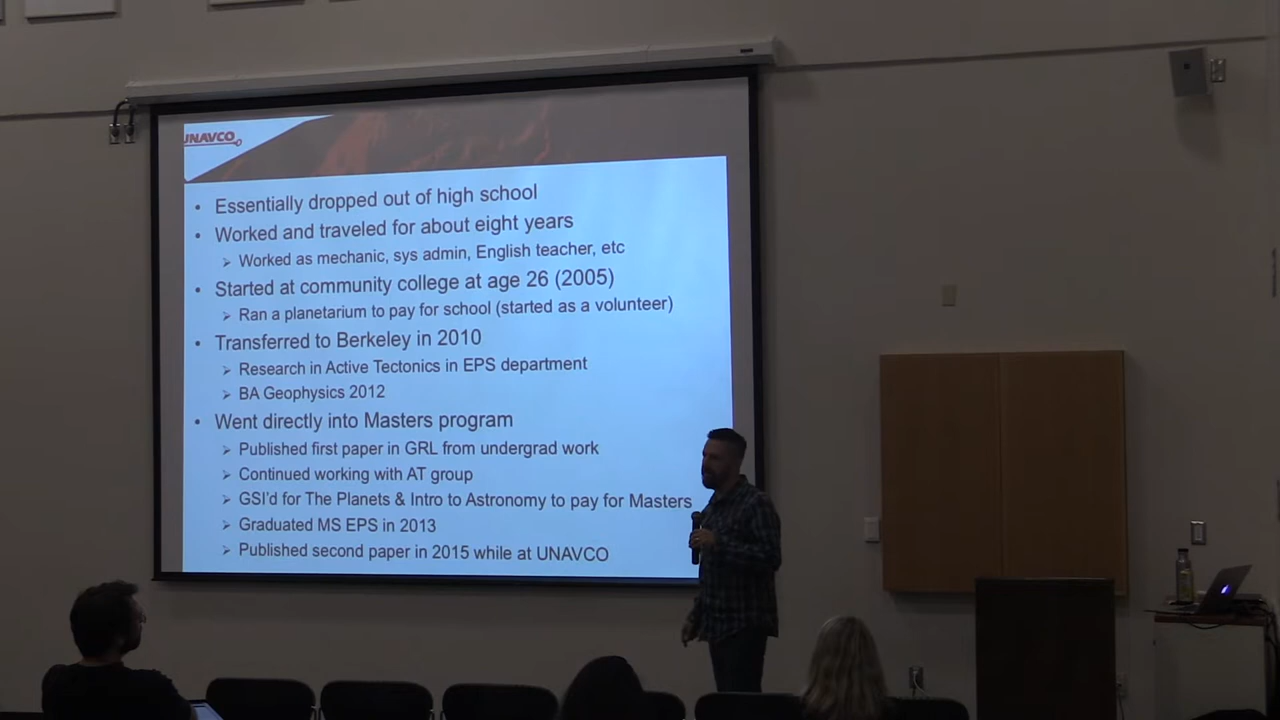 UNAVCO
• Essentially dropped out of high school
• Worked and traveled for about eight years
➢ Worked as mechanic, sys admin, English teacher, etc
• Started at community college at age 26 (2005)
➢ Ran a planetarium to pay for school (started as a volunteer)
• Transferred to Berkeley in 2010
➢ Research in Active Tectonics in EPS department
➢ BA Geophysics 2012
• Went directly into Masters program
➢ Published first paper in GRL from undergrad work
➢ Continued working with AT group
➢ GSI'd for The Planets & Intro to Astronomy to pay for Masters
➢ Graduated MS EPS in 2013
➢ Published second paper in 2015 while at UNAVCO